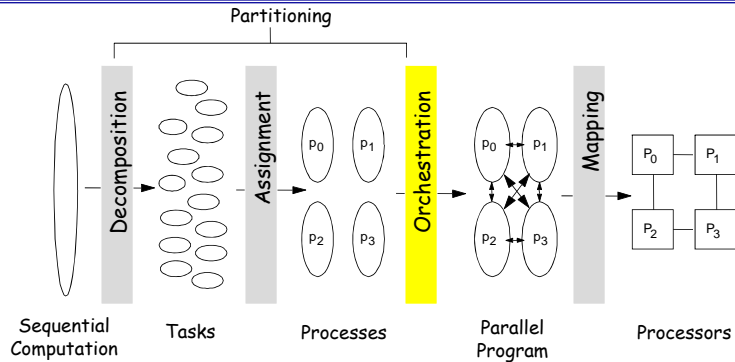 Partitioning
Decomposition
Assignment
Orchestration
Mapping
p0 p1
p2 p3
p0 p1
p2 p3
P0 P1
P2 P3
Sequential
Computation
Tasks
Processes
Parallel
Program
Processors